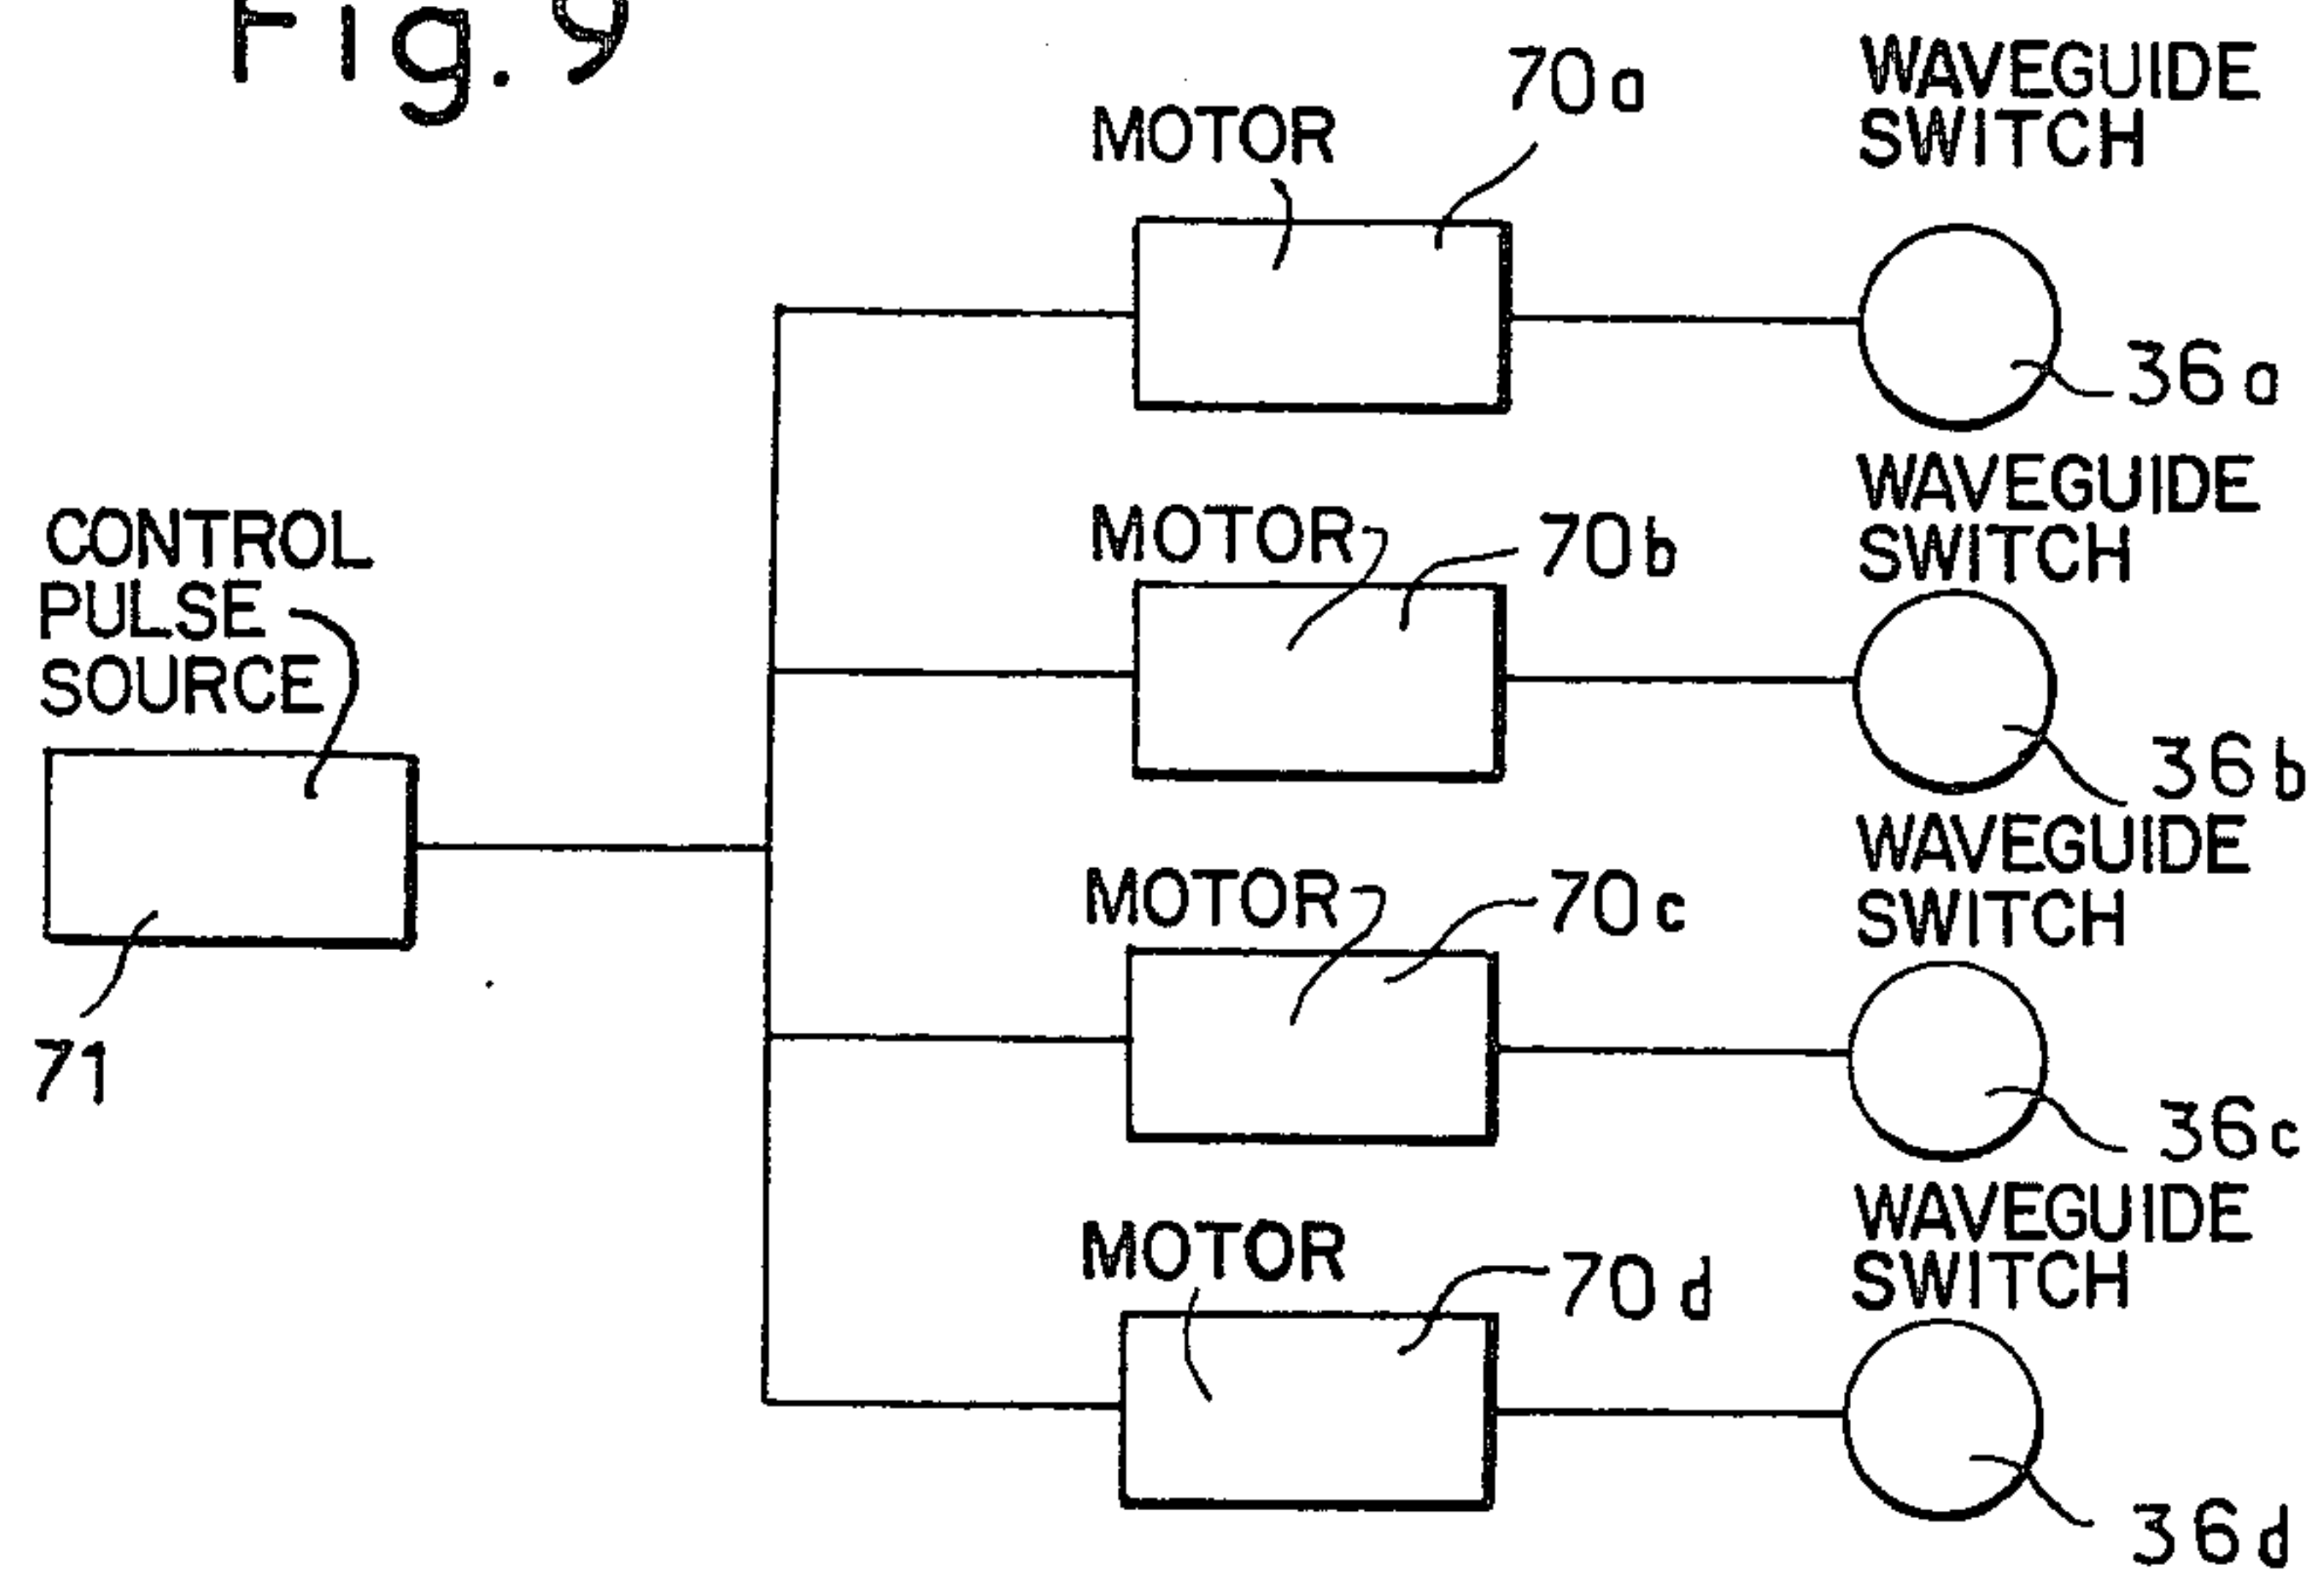 Fig. 9
MOTOR
70a
WAVEGUIDE
SWITCH
36a
CONTROL
PULSE
SOURCE
71
MOTOR
70b
WAVEGUIDE
SWITCH
36b
MOTOR
70c
WAVEGUIDE
SWITCH
36c
MOTOR
70d
WAVEGUIDE
SWITCH
36d